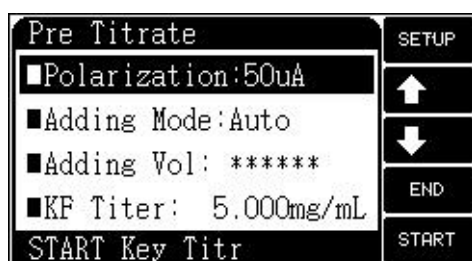 Pre Titrate
■Polarization:50uA
■Adding Mode:Auto
■Adding Vol: ******
■KF Titer: 5.000mg/mL
START Key Titr
SETUP
END
START